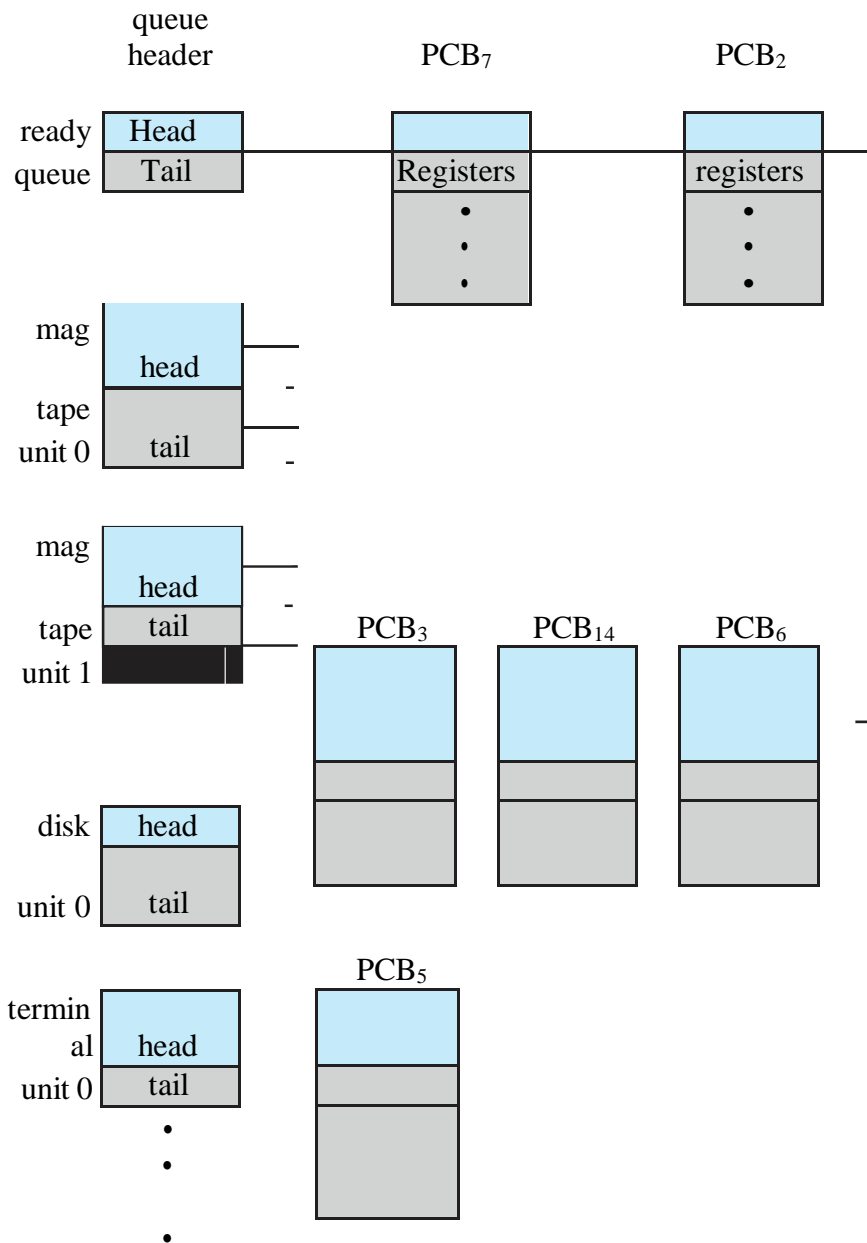 queue
header
PCB₇
PCB₂
ready
Head
queue
Tail
Registers
registers
mag
head
tape
unit 0
tail
mag
head
tape
tail
unit 1
PCB₃
PCB₁₄
PCB₆
disk
head
unit 0
tail
PCB₅
termin
al
head
unit 0
tail